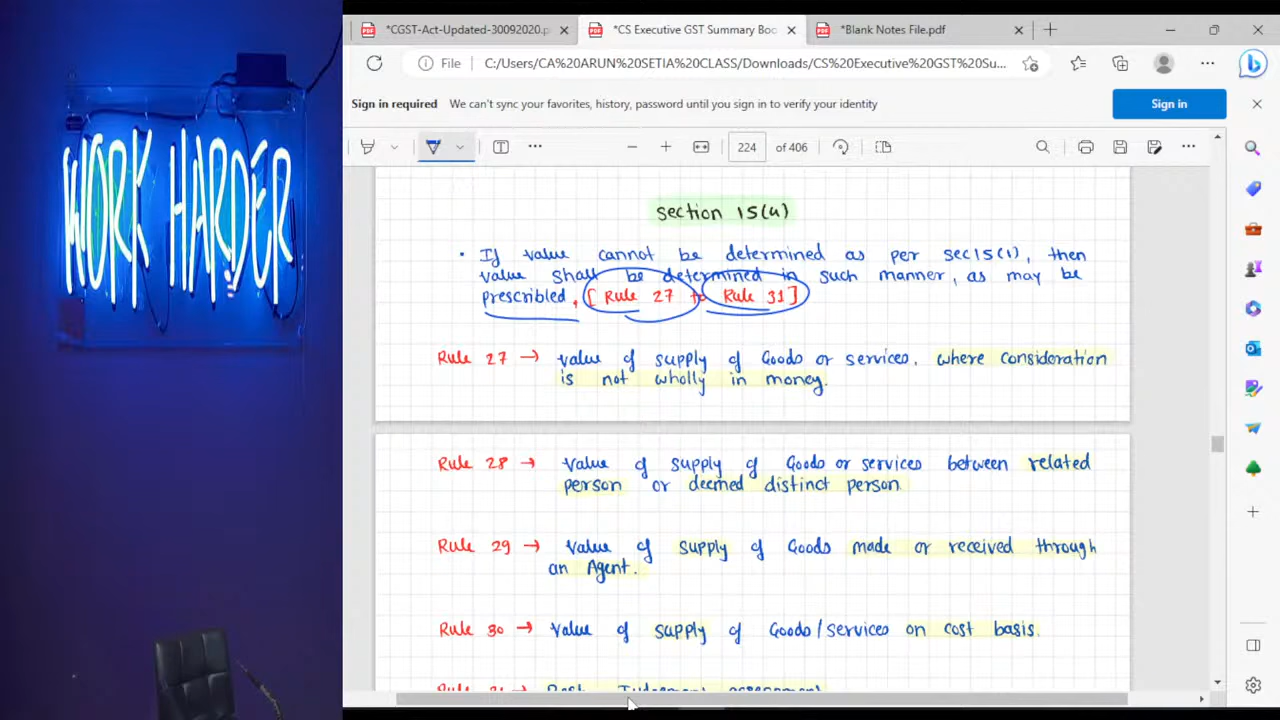 WORK HARDER
*CGST-Act-Updated-30092020.p
*CS Executive GST Summary Boo
*Blank Notes File.pdf
File
C:/Users/CA%20ARUN%20SETIA%20CLASS/Downloads/CS%20Executive%20GST%20Su...
Sign in required We can't sync your favorites, history, password until you sign in to verify your identity
Sign in
224 of 406
section 15(4)
• If value cannot be determined as per sec15(1), then
value shall be determined in such manner, as may be
prescribled, [Rule 27 to Rule 31]
Rule 27 → value of supply of Goods or services, where consideration
is not wholly in money.
Rule 28 → value of supply of Goods or services between related
person or deemed distinct person.
Rule 29 → value of supply of Goods made or received through
an Agent.
Rule 30 → value of supply of Goods/services on cost basis.